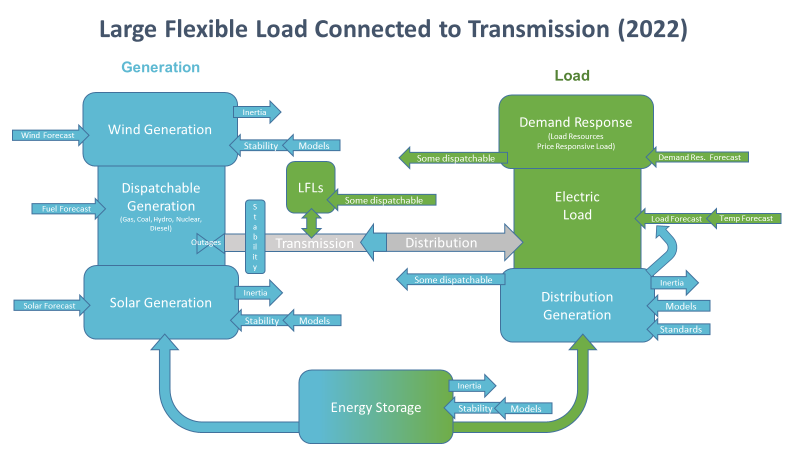 Large Flexible Load Connected to Transmission (2022)
Generation
Load
Wind Generation
Inertia
Wind Forecast
Stability
Models
Demand Response
(Load Resources
Price Responsive Load)
Some dispatchable
Demand Res. Forecast
Dispatchable
Generation
(Gas, Coal, Hydro, Nuclear,
Diesel)
Fuel Forecast
LFLs
Some dispatchable
Electric
Load
Load Forecast
Temp Forecast
Outages
Stability
Transmission
Distribution
Solar Generation
Inertia
Solar Forecast
Stability
Models
Some dispatchable
Distribution
Generation
Inertia
Models
Standards
Energy Storage
Inertia
Stability
Models